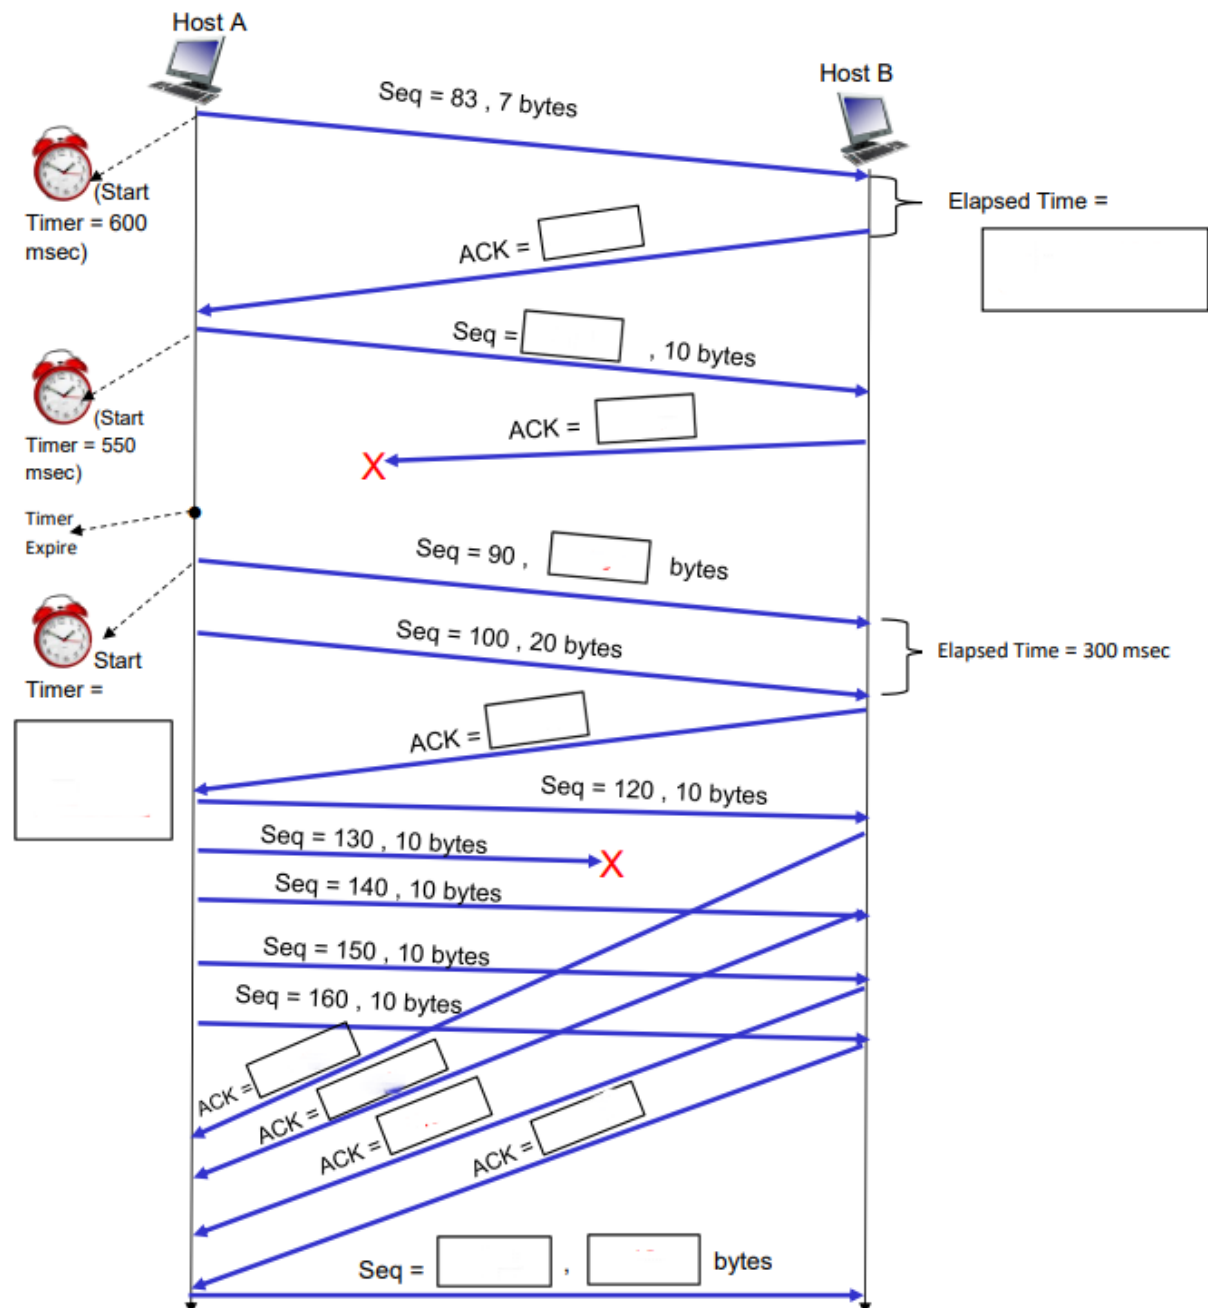 Host A
Host B
Seq = 83 , 7 bytes
(Start
Timer = 600
msec)
Elapsed Time =
ACK =
Seq = , 10 bytes
(Start
Timer = 550
msec)
ACK =
X
Timer
Expire
Seq = 90 , bytes
Start
Timer =
Seq = 100 , 20 bytes
Elapsed Time = 300 msec
ACK =
Seq = 120 , 10 bytes
Seq = 130 , 10 bytes
X
Seq = 140 , 10 bytes
Seq = 150 , 10 bytes
Seq = 160 , 10 bytes
ACK =
ACK =
ACK =
ACK =
Seq = , bytes